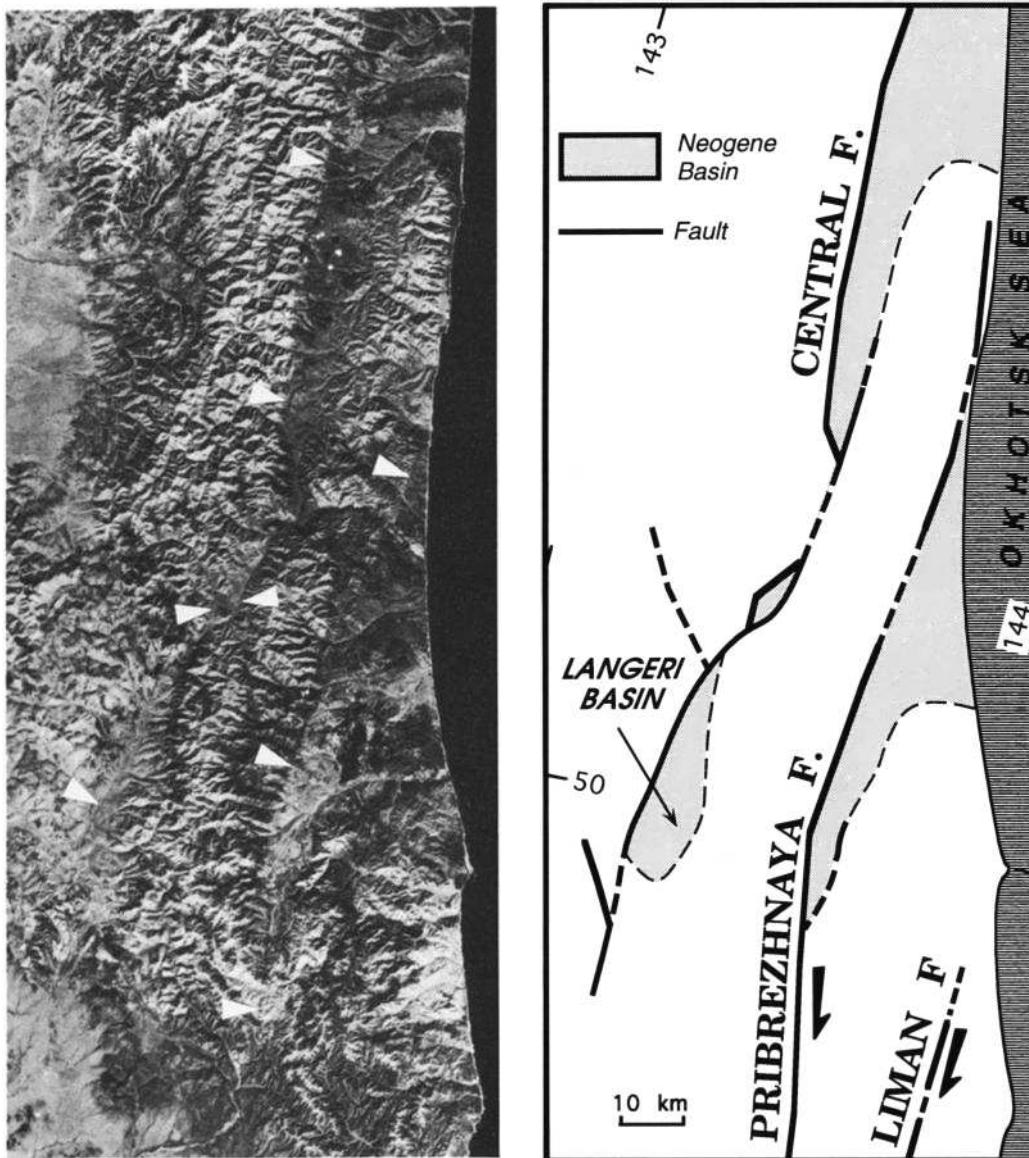 143
Neogene
Basin
Fault
CENTRAL F.
OKHOTSK SEA
144
LANGERI
BASIN
50
PRIBREZHNAYA F.
LIMAN F
10 km